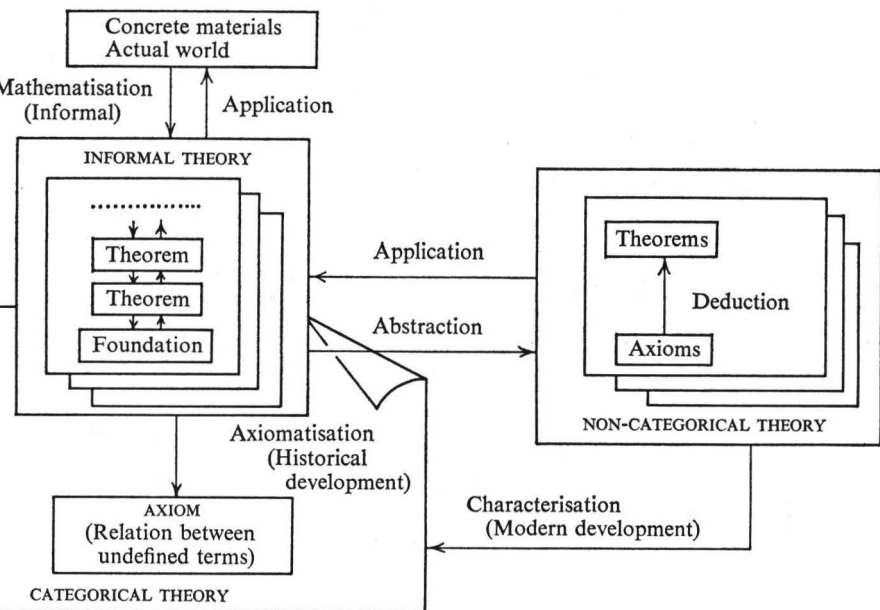 Concrete materials
Actual world
Mathematisation
(Informal)
Application
INFORMAL THEORY
Theorem
Theorem
Foundation
Application
Abstraction
Theorems
Deduction
Axioms
NON-CATEGORICAL THEORY
Axiomatisation
(Historical
development)
AXIOM
(Relation between
undefined terms)
Characterisation
(Modern development)
CATEGORICAL THEORY